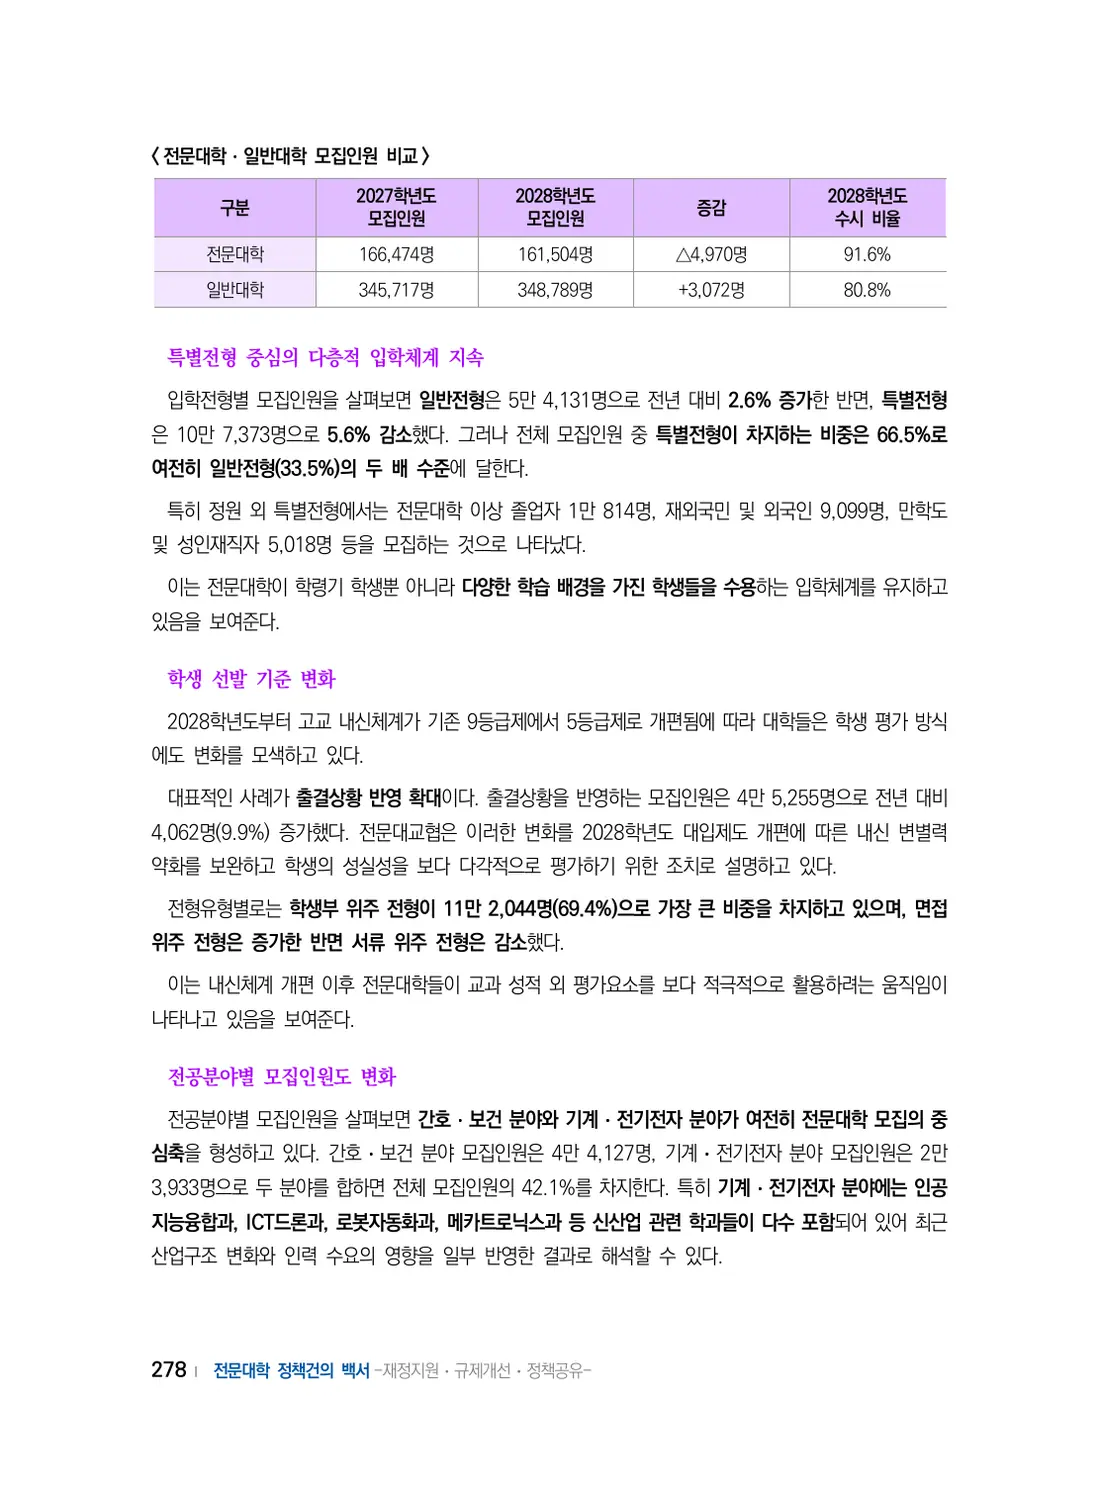 < 전문대학 · 일반대학 모집인원 비교 >
구분 2027학년도 모집인원 2028학년도 모집인원 증감 2028학년도 수시 비율
전문대학 166,474명 161,504명 △4,970명 91.6%
일반대학 345,717명 348,789명 +3,072명 80.8%
특별전형 중심의 다층적 입학체계 지속
입학전형별 모집인원을 살펴보면 일반전형은 5만 4,131명으로 전년 대비 2.6% 증가한 반면, 특별전형
은 10만 7,373명으로 5.6% 감소했다. 그러나 전체 모집인원 중 특별전형이 차지하는 비중은 66.5%로
여전히 일반전형(33.5%)의 두 배 수준에 달한다.
특히 정원 외 특별전형에서는 전문대학 이상 졸업자 1만 814명, 재외국민 및 외국인 9,099명, 만학도
및 성인재직자 5,018명 등을 모집하는 것으로 나타났다.
이는 전문대학이 학령기 학생뿐 아니라 다양한 학습 배경을 가진 학생들을 수용하는 입학체계를 유지하고
있음을 보여준다.
학생 선발 기준 변화
2028학년도부터 고교 내신체계가 기존 9등급제에서 5등급제로 개편됨에 따라 대학들은 학생 평가 방식
에도 변화를 모색하고 있다.
대표적인 사례가 출결상황 반영 확대이다. 출결상황을 반영하는 모집인원은 4만 5,255명으로 전년 대비
4,062명(9.9%) 증가했다. 전문대교협은 이러한 변화를 2028학년도 대입제도 개편에 따른 내신 변별력
약화를 보완하고 학생의 성실성을 보다 다각적으로 평가하기 위한 조치로 설명하고 있다.
전형유형별로는 학생부 위주 전형이 11만 2,044명(69.4%)으로 가장 큰 비중을 차지하고 있으며, 면접
위주 전형은 증가한 반면 서류 위주 전형은 감소했다.
이는 내신체계 개편 이후 전문대학들이 교과 성적 외 평가요소를 보다 적극적으로 활용하려는 움직임이
나타나고 있음을 보여준다.
전공분야별 모집인원도 변화
전공분야별 모집인원을 살펴보면 간호 · 보건 분야와 기계 · 전기전자 분야가 여전히 전문대학 모집의 중
심축을 형성하고 있다. 간호 · 보건 분야 모집인원은 4만 4,127명, 기계 · 전기전자 분야 모집인원은 2만
3,933명으로 두 분야를 합하면 전체 모집인원의 42.1%를 차지한다. 특히 기계 · 전기전자 분야에는 인공
지능융합과, ICT드론과, 로봇자동화과, 메카트로닉스과 등 신산업 관련 학과들이 다수 포함되어 있어 최근
산업구조 변화와 인력 수요의 영향을 일부 반영한 결과로 해석할 수 있다.
278 | 전문대학 정책건의 백서 -재정지원 · 규제개선 · 정책공유-